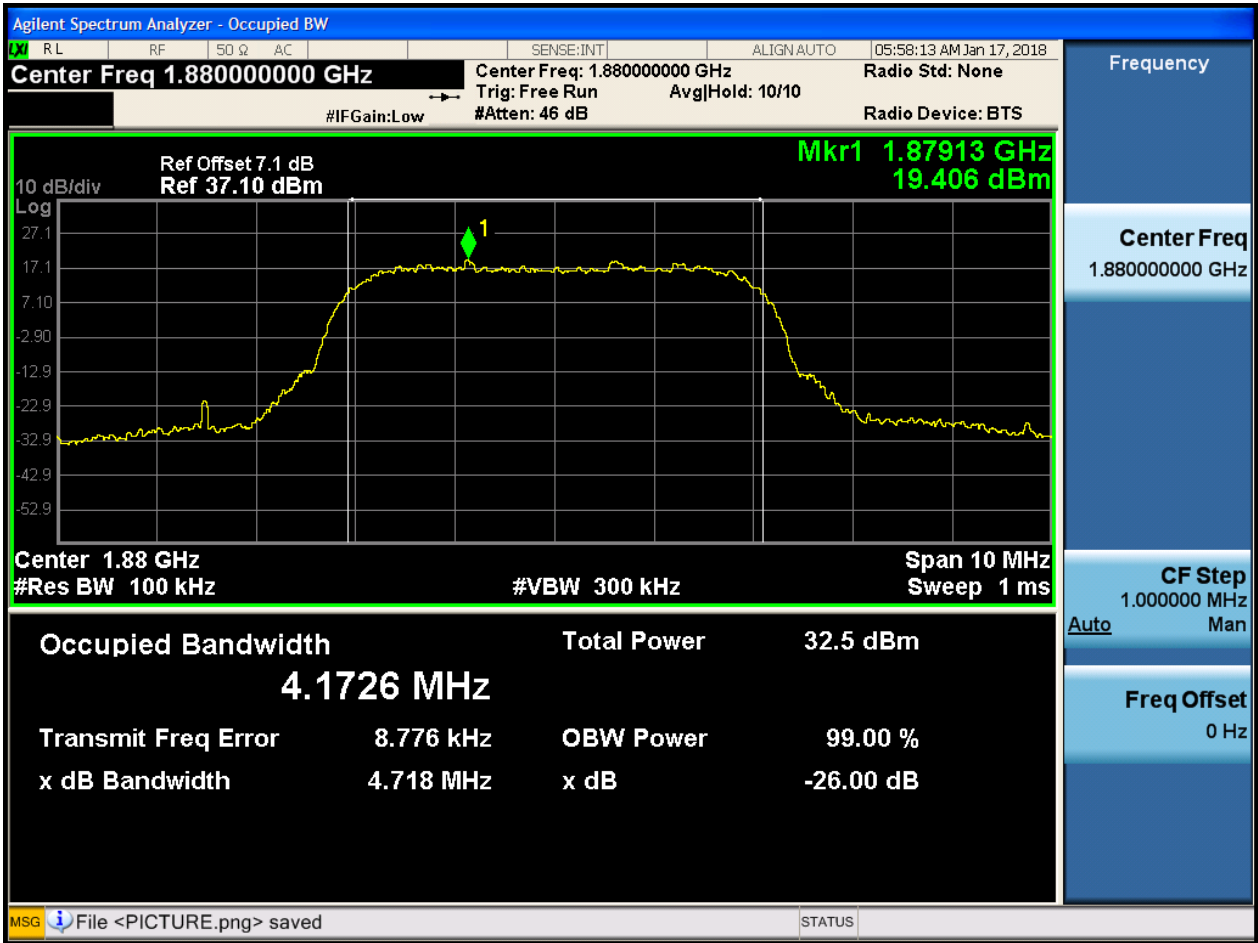 Agilent Spectrum Analyzer - Occupied BW
LXI RL RF 50 Ω AC SENSE:INT ALIGN AUTO 05:58:13 AM Jan 17, 2018
Center Freq 1.880000000 GHz
Center Freq: 1.880000000 GHz
Radio Std: None
Trig: Free Run Avg|Hold: 10/10
#IFGain:Low
#Atten: 46 dB
Radio Device: BTS
Frequency
Mkr1 1.87913 GHz
19.406 dBm
Ref Offset 7.1 dB
10 dB/div Ref 37.10 dBm
Log
1
27.1
17.1
7.10
-2.90
-12.9
-22.9
-32.9
-42.9
-52.9
Center 1.88 GHz Span 10 MHz
#Res BW 100 kHz #VBW 300 kHz Sweep 1 ms
Center Freq
1.880000000 GHz
CF Step
1.000000 MHz
Auto Man
Freq Offset
0 Hz
Occupied Bandwidth
4.1726 MHz
Total Power 32.5 dBm
Transmit Freq Error 8.776 kHz OBW Power 99.00 %
x dB Bandwidth 4.718 MHz x dB -26.00 dB
MSG File <PICTURE.png> saved STATUS